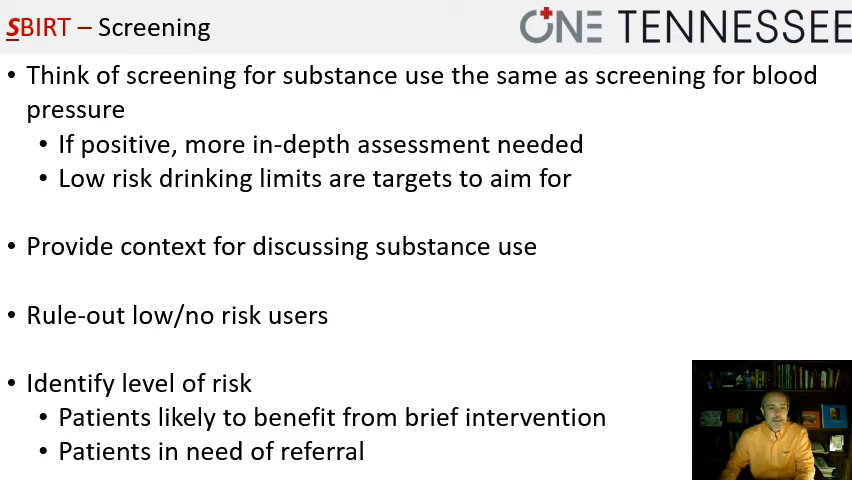 SBIRT – Screening
ONE TENNESSEE
• Think of screening for substance use the same as screening for blood
pressure
• If positive, more in-depth assessment needed
• Low risk drinking limits are targets to aim for
• Provide context for discussing substance use
• Rule-out low/no risk users
• Identify level of risk
• Patients likely to benefit from brief intervention
• Patients in need of referral